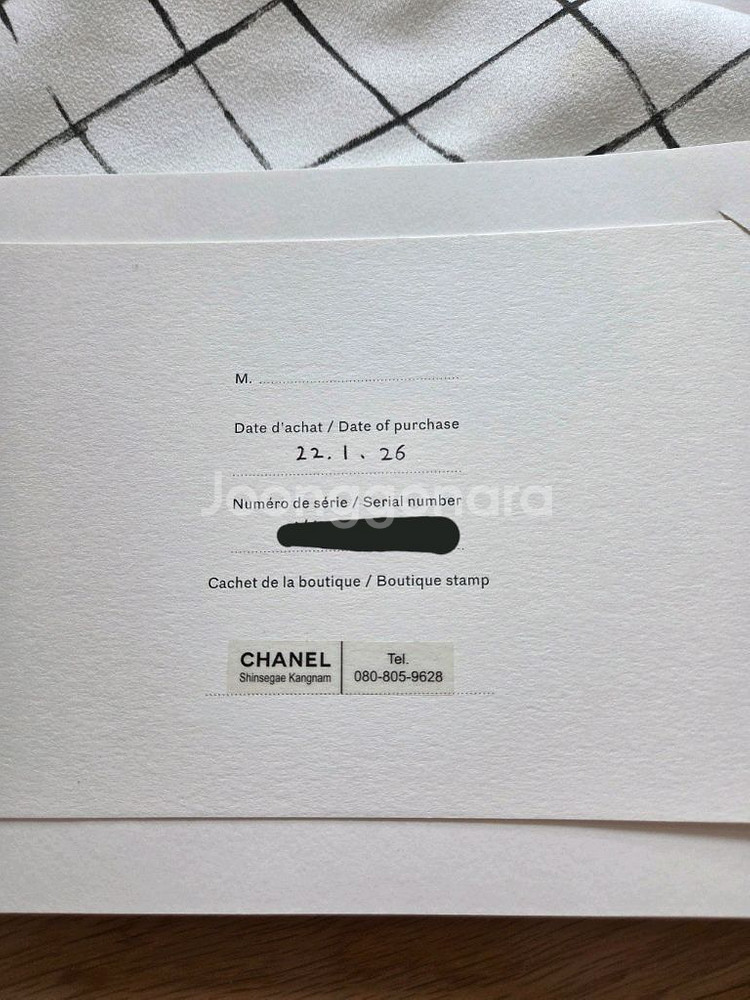 M.
Date d'achat / Date of purchase
22.1.26
Numéro de série / Serial number
Joonggonara
Cachet de la boutique / Boutique stamp
CHANEL
Shinsegae Kangnam
Tel.
080-805-9628